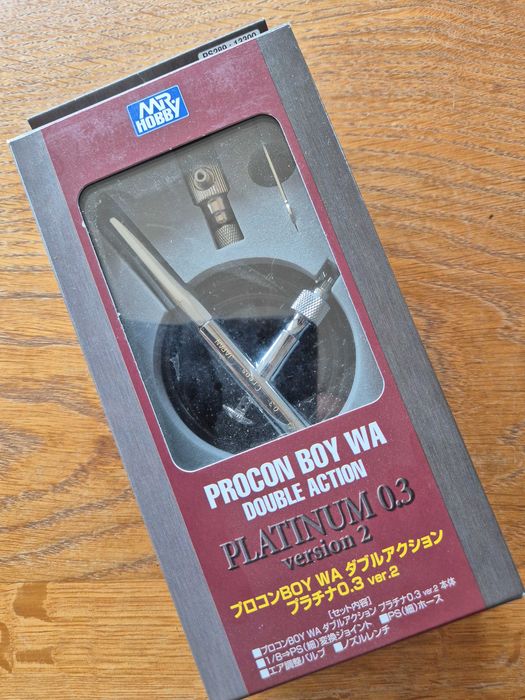 PS289・13200
MR
HOBBY
JAPAN
0.3
PROCON BOY WA
DOUBLE ACTION
PLATINUM 0.3
version 2
プロコンBOY WA ダブルアクション
プラチナ0.3 ver.2
[セット内容]
■プロコンBOY WA ダブルアクション プラチナ0.3 ver.2 本体
■1/8⇒PS(細)変換ジョイント ■PS(細)ホース
■エア調整バルブ ■ノズルレンチ